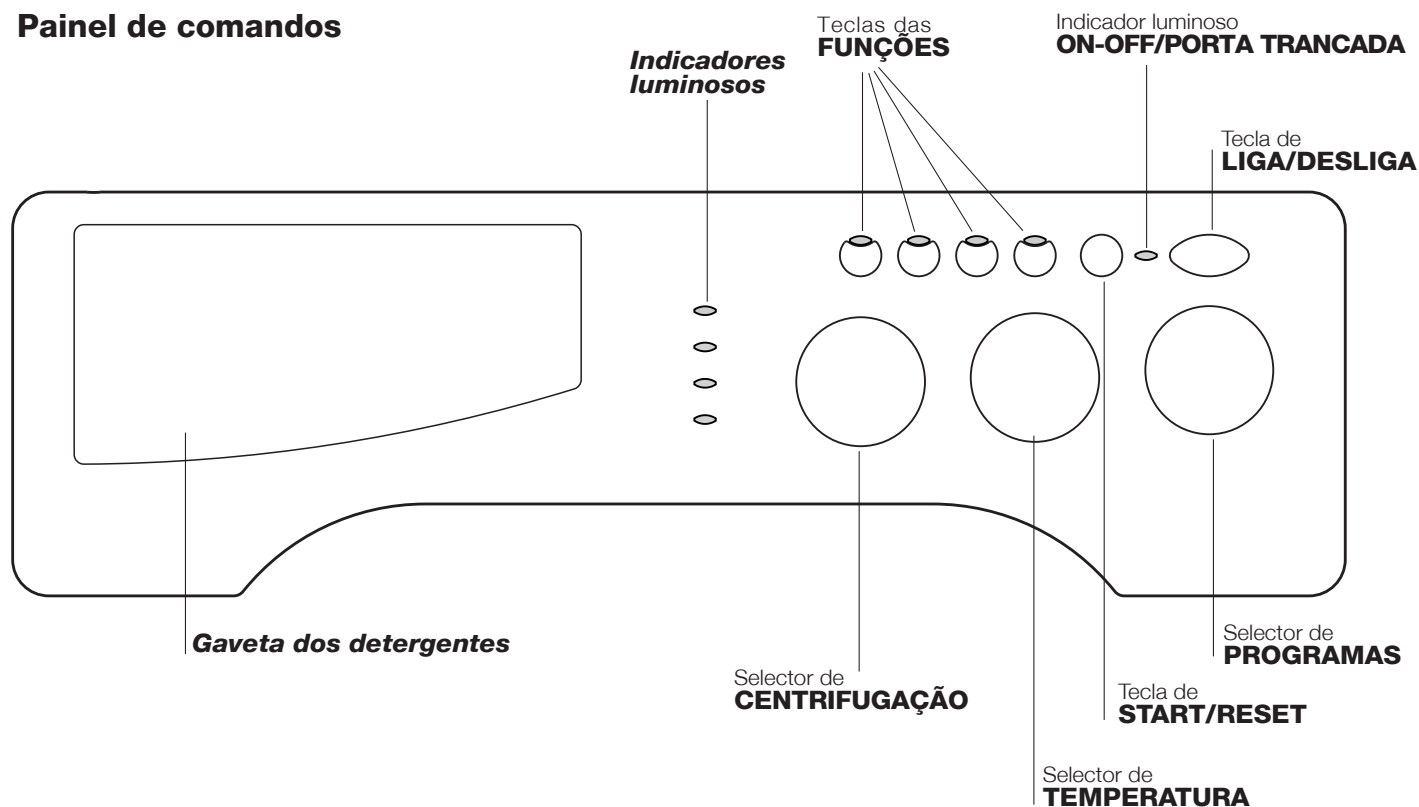 Painel de comandos
Indicadores
luminosos
Teclas das
FUNÇÕES
Indicador luminoso
ON-OFF/PORTA TRANCADA
Tecla de
LIGA/DESLIGA
Gaveta dos detergentes
Selector de
CENTRIFUGAÇÃO
Selector de
TEMPERATURA
Tecla de
START/RESET
Selector de
PROGRAMAS